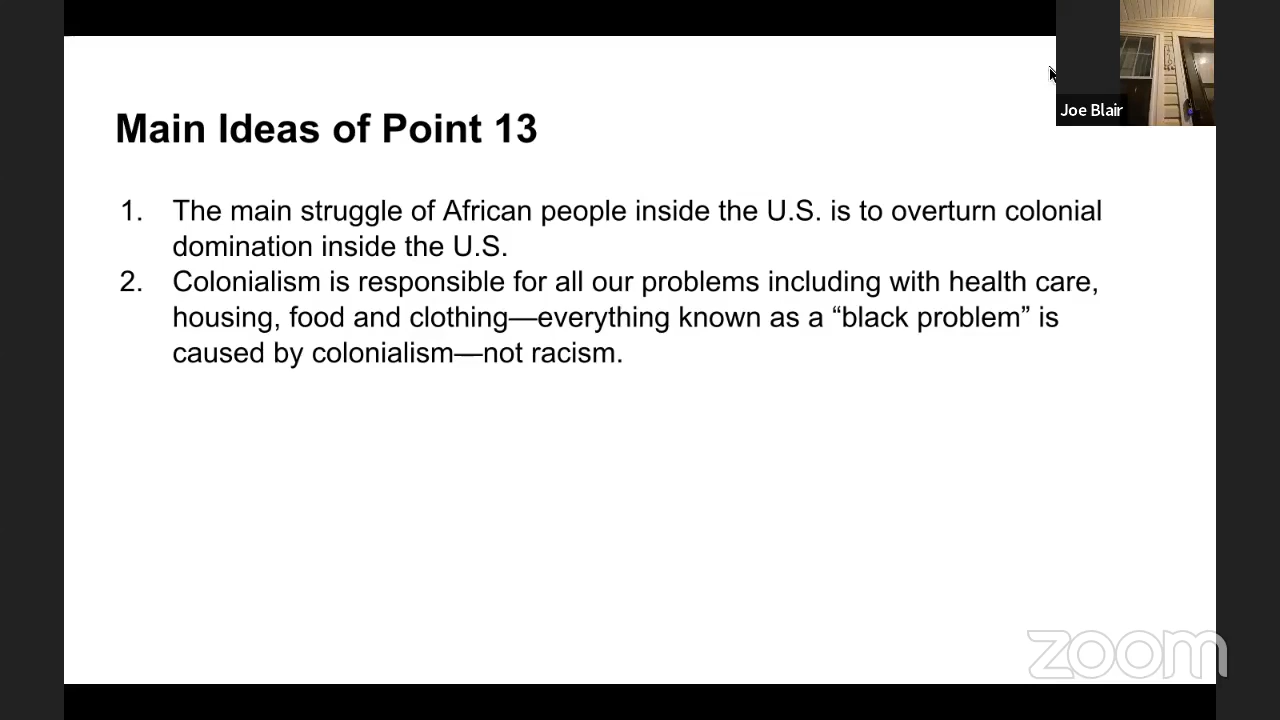 Joe Blair
Main Ideas of Point 13
1. The main struggle of African people inside the U.S. is to overturn colonial
domination inside the U.S.
2. Colonialism is responsible for all our problems including with health care,
housing, food and clothing—everything known as a “black problem” is
caused by colonialism—not racism.
zoom